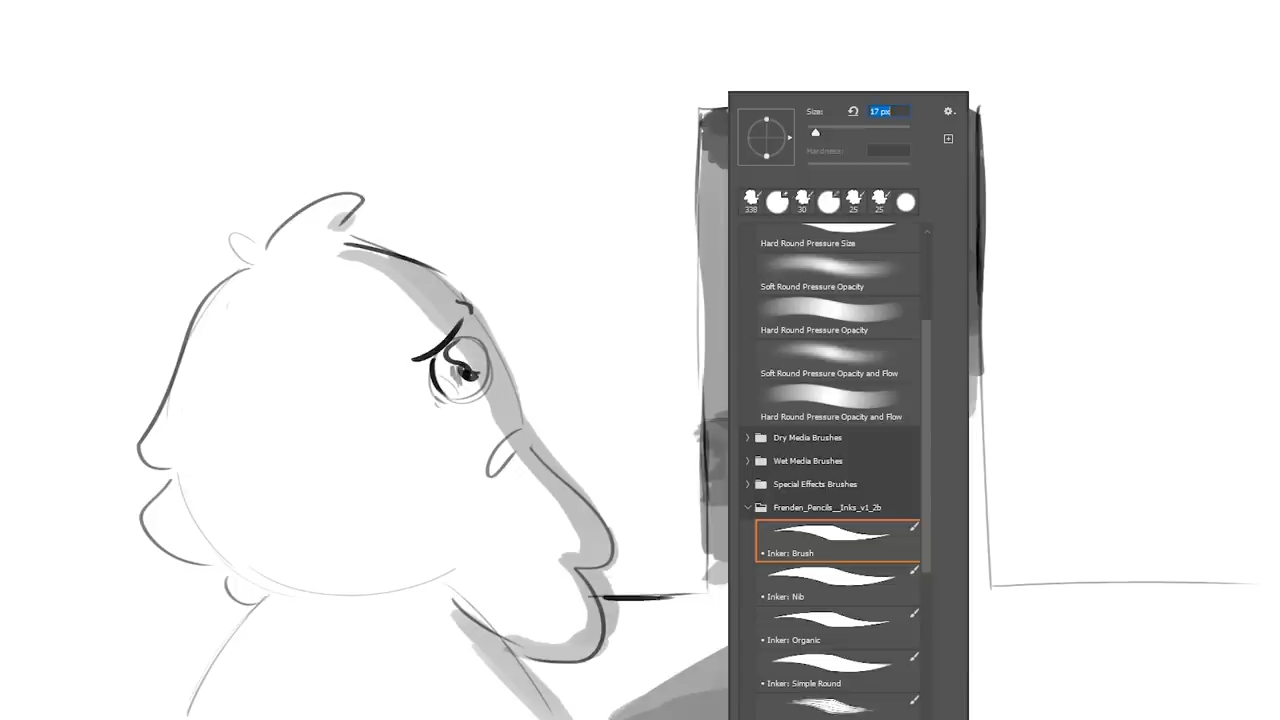 Size:
17 px
Hardness:
338
30
25
25
Hard Round Pressure Size
Soft Round Pressure Opacity
Hard Round Pressure Opacity
Soft Round Pressure Opacity and Flow
Hard Round Pressure Opacity and Flow
Dry Media Brushes
Wet Media Brushes
Special Effects Brushes
Frenden_Pencils__Inks_v1_2b
• Inker: Brush
• Inker: Nib
• Inker: Organic
• Inker: Simple Round